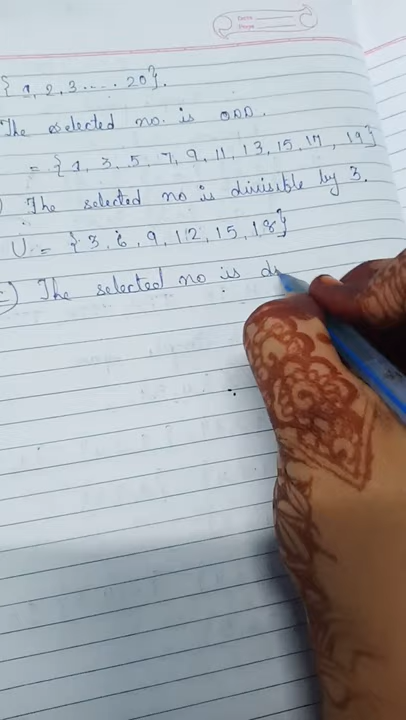 {1, 2, 3 .... 20}.
The selected no. is ODD.
= {1, 3, 5, 7, 9, 11, 13, 15, 17, 19}
) The selected no is divisible by 3.
U = {3, 6, 9, 12, 15, 18}
) The selected no is di